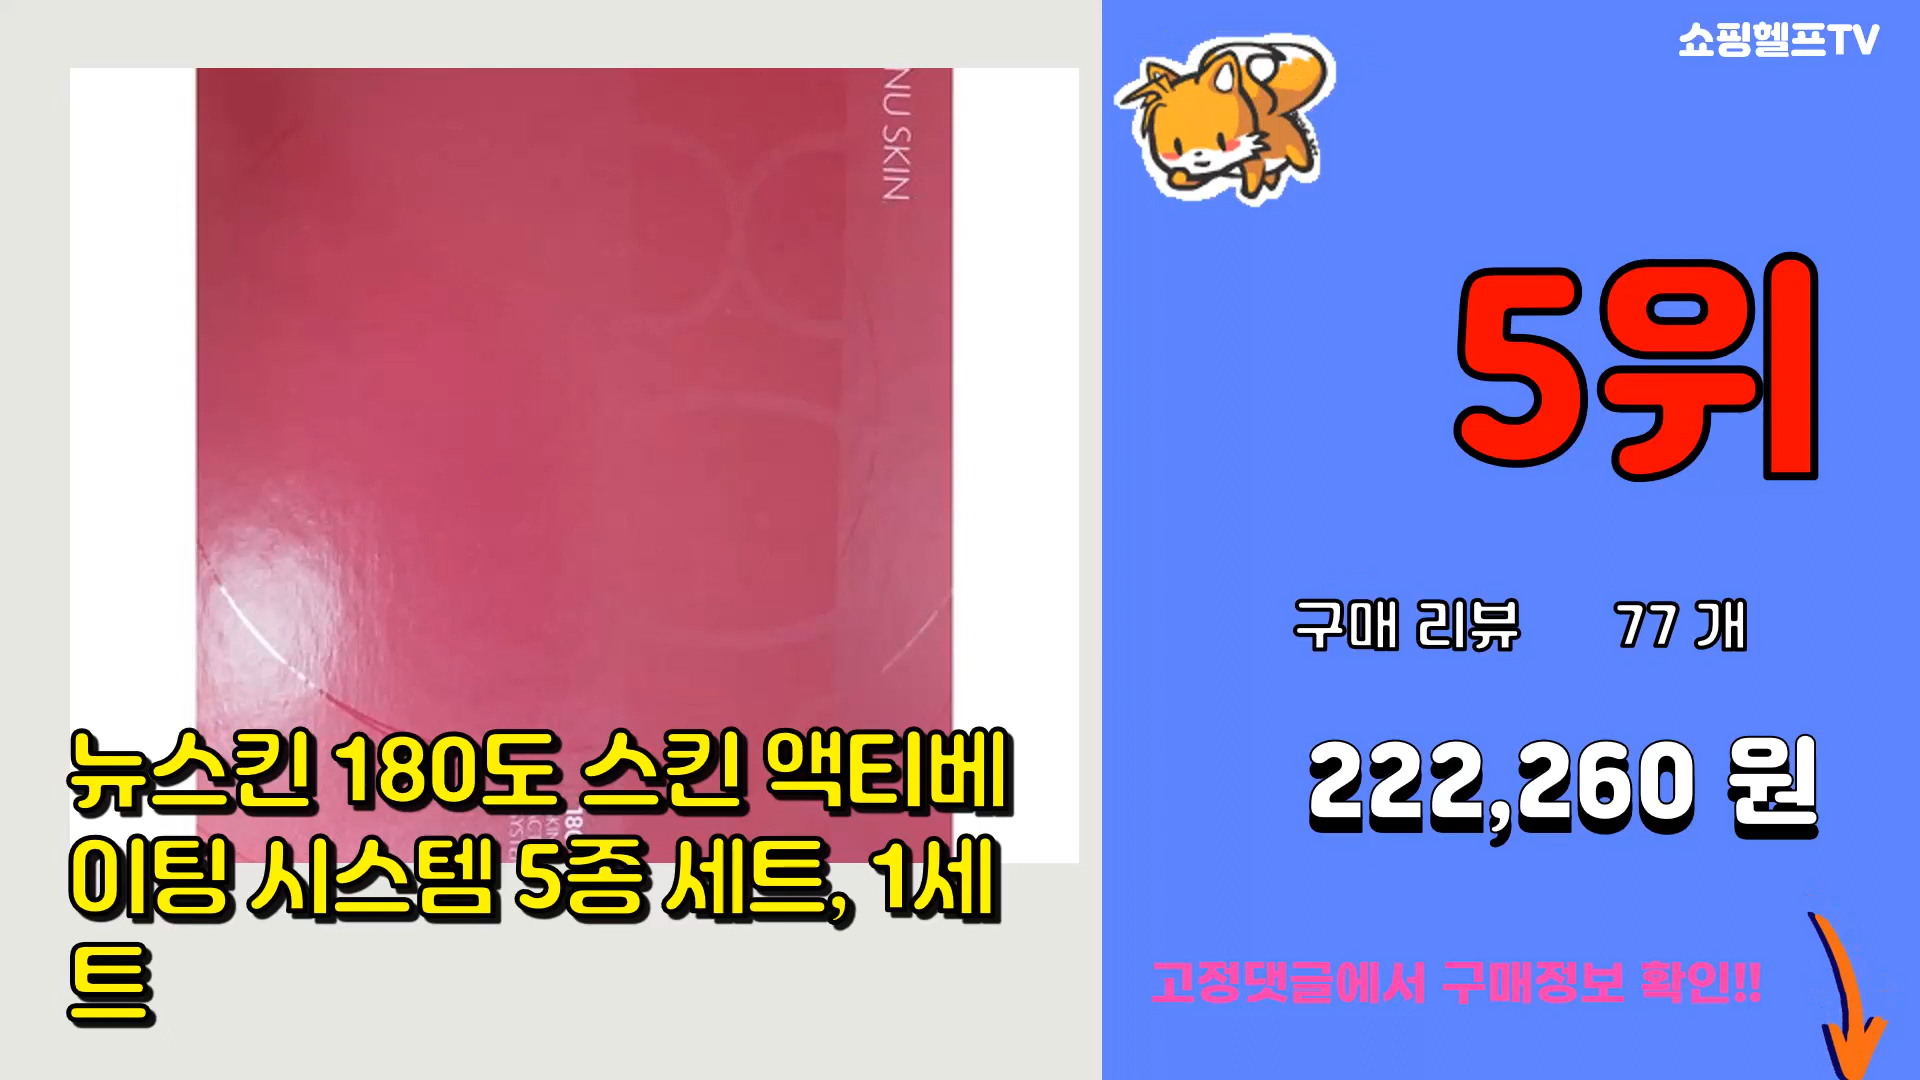 쇼핑헬프TV
NU SKIN
5위
구매 리뷰 77 개
222,260 원
뉴스킨 180도 스킨 액티베
이팅 시스템 5종 세트, 1세
트
고정댓글에서 구매정보 확인!!